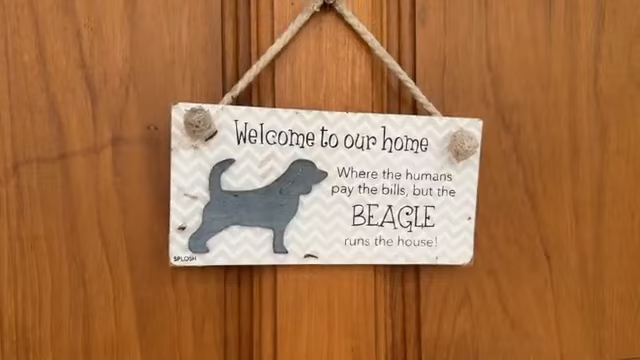 Welcome to our home
Where the humans
pay the bills, but the
BEAGLE
runs the house!
SPLOSH